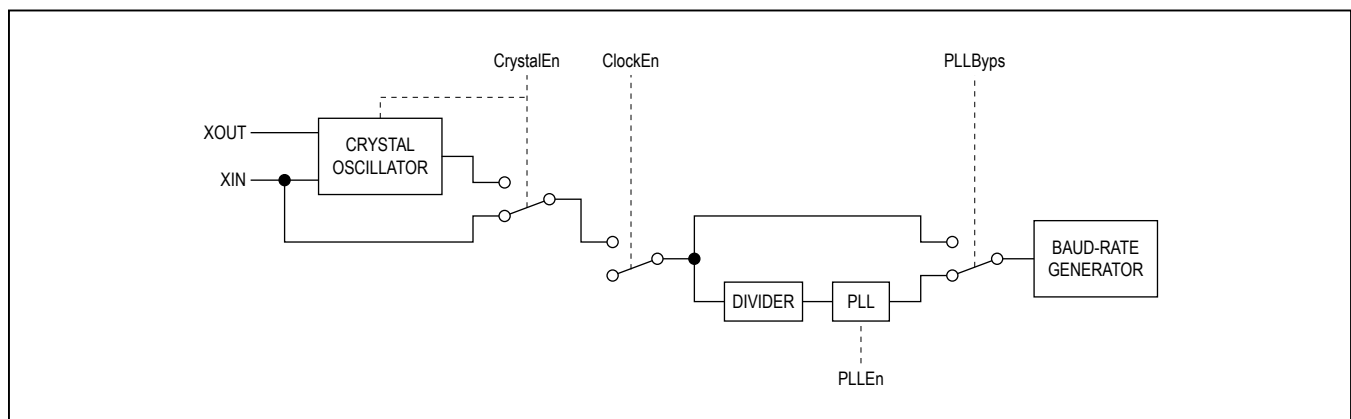 CrystalEn
ClockEn
PLLByps
XOUT
CRYSTAL
OSCILLATOR
XIN
BAUD-RATE
GENERATOR
DIVIDER
PLL
PLLEn